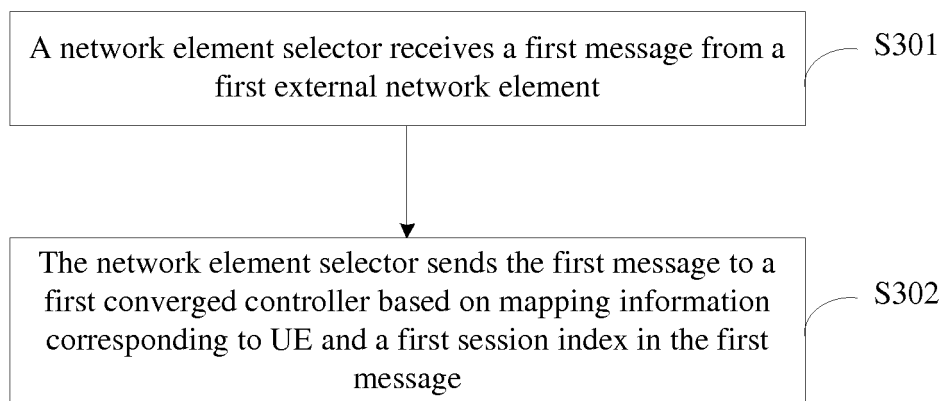 A network element selector receives a first message from a
first external network element
S301
The network element selector sends the first message to a
first converged controller based on mapping information
corresponding to UE and a first session index in the first
message
S302